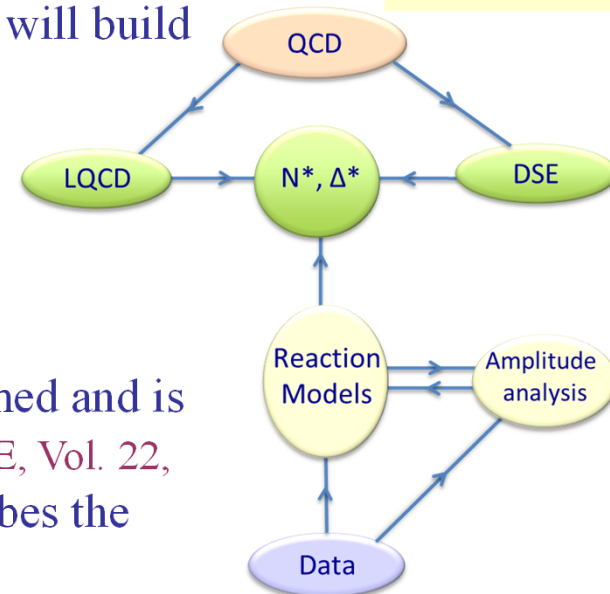 will build
QCD
LQCD
N*, Δ*
DSE
Reaction
Models
Amplitude
analysis
ned and is
E, Vol. 22,
bes the
Data